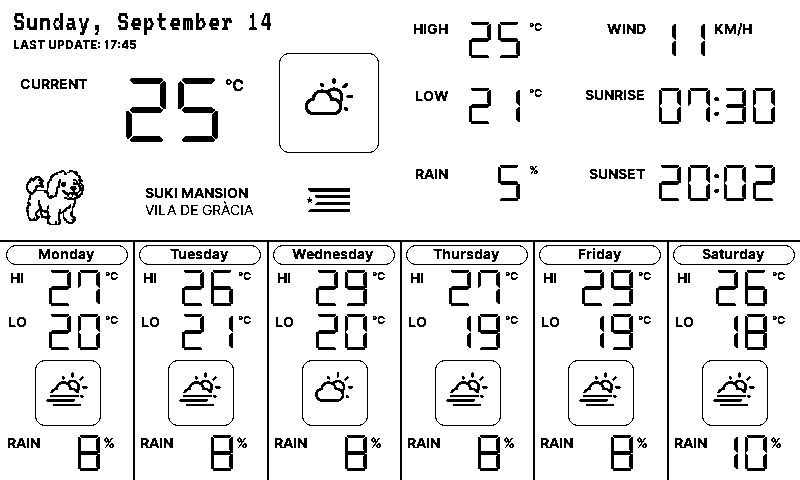 Sunday, September 14
LAST UPDATE: 17:45
CURRENT 25 °C
HIGH 25 °C
LOW 21 °C
RAIN 5 %
WIND 11 KM/H
SUNRISE 07:30
SUNSET 20:02
SUKI MANSION
VILA DE GRÀCIA
Monday
HI 27 °C
LO 20 °C
RAIN 8 %
Tuesday
HI 26 °C
LO 21 °C
RAIN 8 %
Wednesday
HI 29 °C
LO 20 °C
RAIN 8 %
Thursday
HI 27 °C
LO 19 °C
RAIN 8 %
Friday
HI 29 °C
LO 19 °C
RAIN 8 %
Saturday
HI 26 °C
LO 18 °C
RAIN 10 %